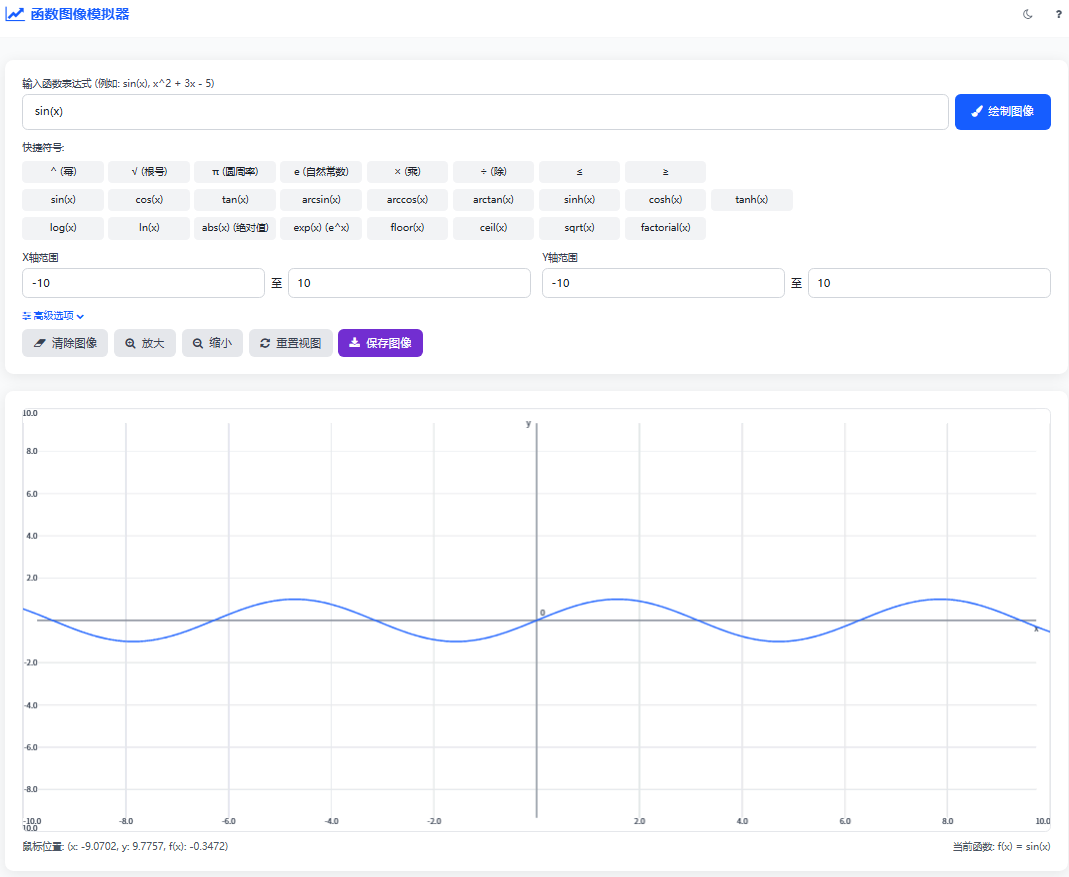 函数图像模拟器
?
输入函数表达式 (例如: sin(x), x^2 + 3x - 5)
sin(x)
绘制图像
快捷符号:
^ (幂) √ (根号) π (圆周率) e (自然常数) × (乘) ÷ (除) ≤ ≥
sin(x) cos(x) tan(x) arcsin(x) arccos(x) arctan(x) sinh(x) cosh(x) tanh(x)
log(x) ln(x) abs(x) (绝对值) exp(x) (e^x) floor(x) ceil(x) sqrt(x) factorial(x)
X轴范围 Y轴范围
-10 至 10 -10 至 10
高级选项
清除图像 放大 缩小 重置视图 保存图像
10.0
y
8.0
6.0
4.0
2.0
0
x
-2.0
-4.0
-6.0
-8.0
-10.0 -8.0 -6.0 -4.0 -2.0 2.0 4.0 6.0 8.0 10.0
10.0
鼠标位置: (x: -9.0702, y: 9.7757, f(x): -0.3472) 当前函数: f(x) = sin(x)